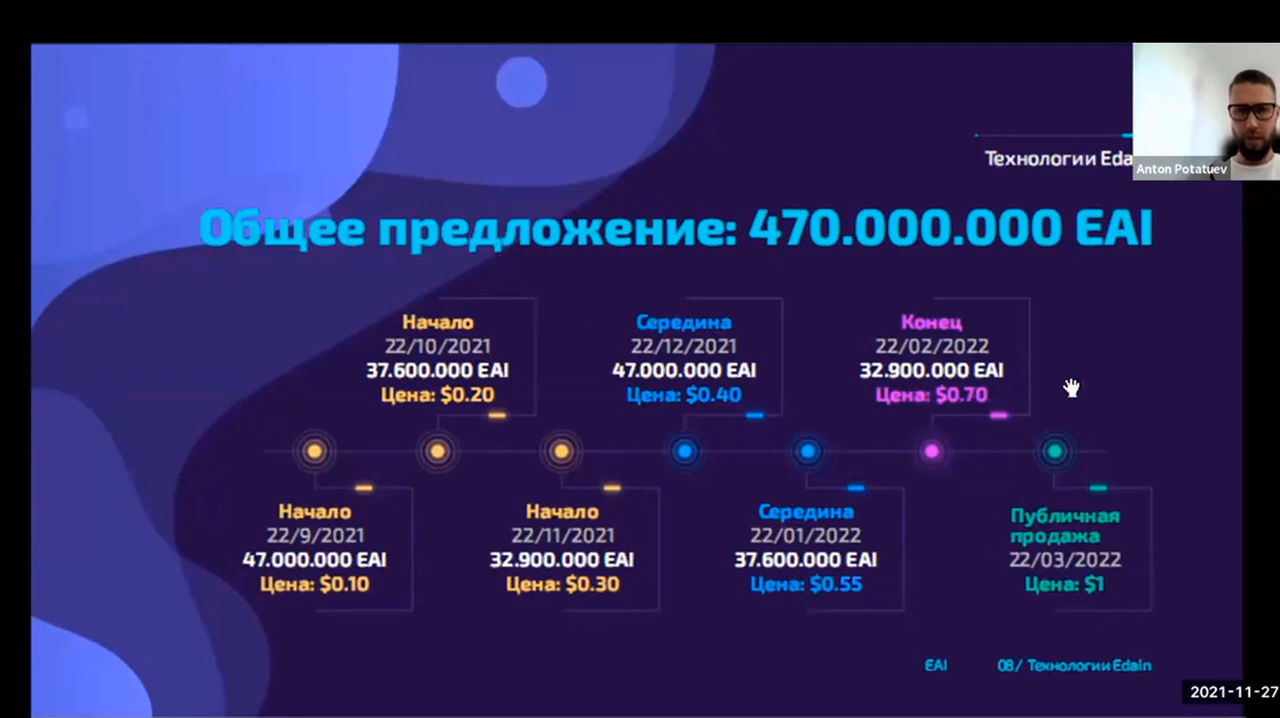 Технологии Eda
Anton Potatuev
Общее предложение: 470.000.000 EAI
Начало
22/10/2021
37.600.000 EAI
Цена: $0.20
Середина
22/12/2021
47.000.000 EAI
Цена: $0.40
Конец
22/02/2022
32.900.000 EAI
Цена: $0.70
Начало
22/9/2021
47.000.000 EAI
Цена: $0.10
Начало
22/11/2021
32.900.000 EAI
Цена: $0.30
Середина
22/01/2022
37.600.000 EAI
Цена: $0.55
Публичная
продажа
22/03/2022
Цена: $1
EAI
08/ Технологии Edain
2021-11-27